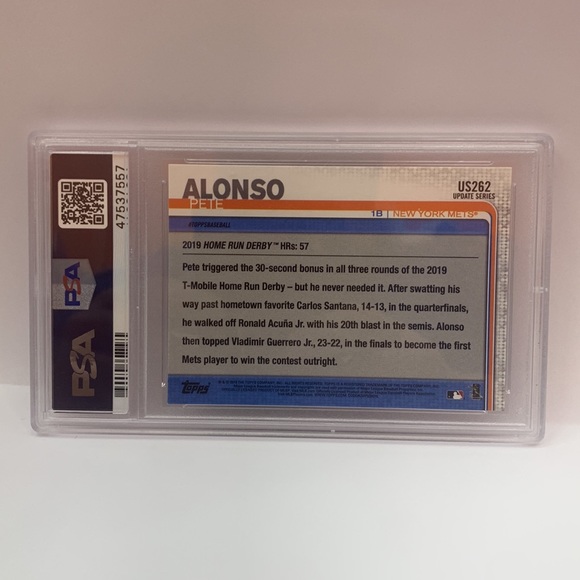 ALONSO
PETE
US262
UPDATE SERIES
1B | NEW YORK METS®
#TOPPSBASEBALL
2019 HOME RUN DERBY™ HRs: 57
Pete triggered the 30-second bonus in all three rounds of the 2019
T-Mobile Home Run Derby – but he never needed it. After swatting his
way past hometown favorite Carlos Santana, 14-13, in the quarterfinals,
he walked off Ronald Acuña Jr. with his 20th blast in the semis. Alonso
then topped Vladimir Guerrero Jr., 23-22, in the finals to become the first
Mets player to win the contest outright.
Topps
47537557
PSA
PSA